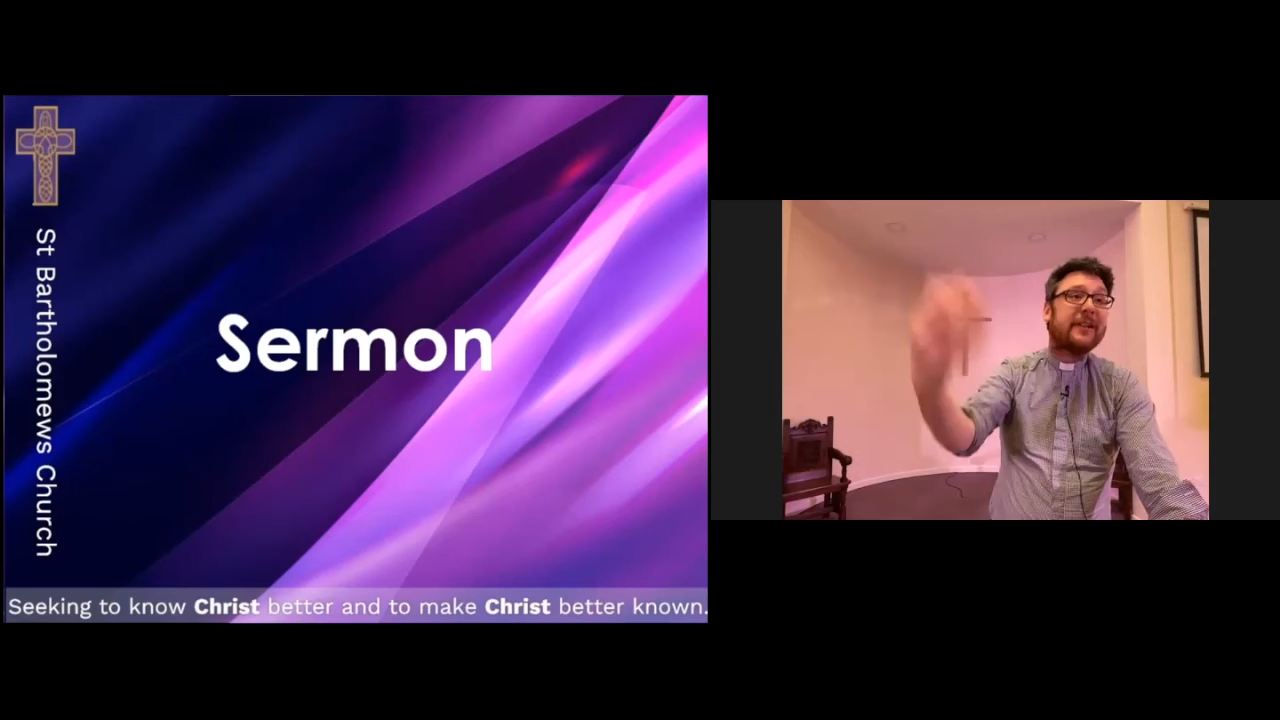 St Bartholomews Church
Sermon
Seeking to know Christ better and to make Christ better known.